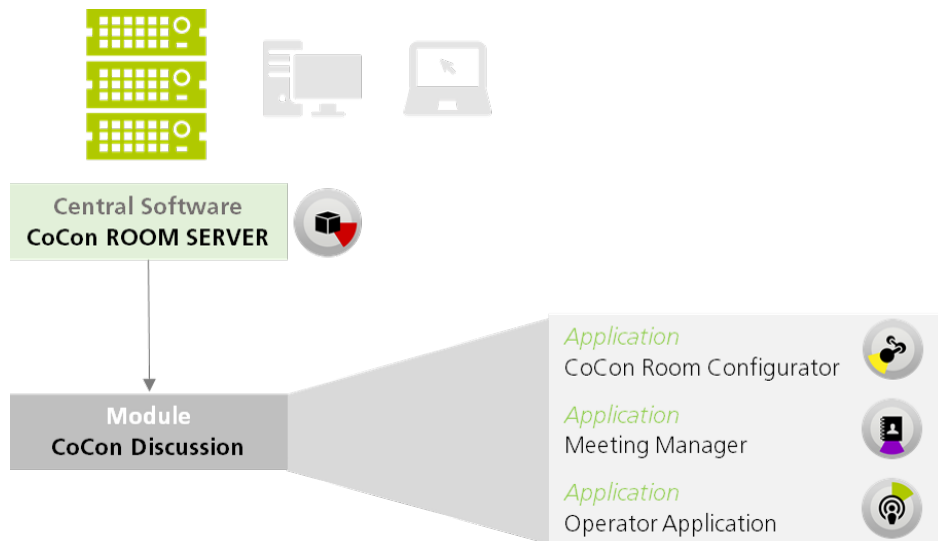 Central Software
CoCon ROOM SERVER
Module
CoCon Discussion
Application
CoCon Room Configurator
Application
Meeting Manager
Application
Operator Application